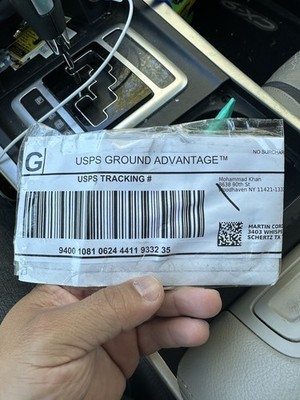 G
USPS GROUND ADVANTAGE™
NO SURCHAR
USPS TRACKING #
Mohammad Khan
8638 90th St
Woodhaven NY 11421-133
9400 1081 0624 4411 9332 35
MARTIN COR
3403 WHISP
SCHERTZ TX